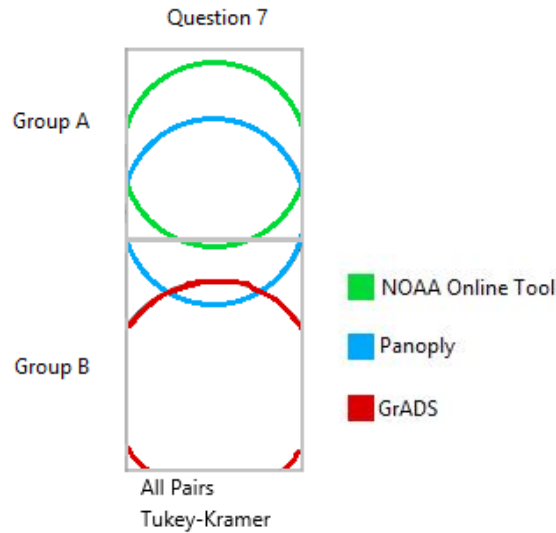 Question 7
Group A
Group B
NOAA Online Tool
Panoply
GrADS
All Pairs
Tukey-Kramer